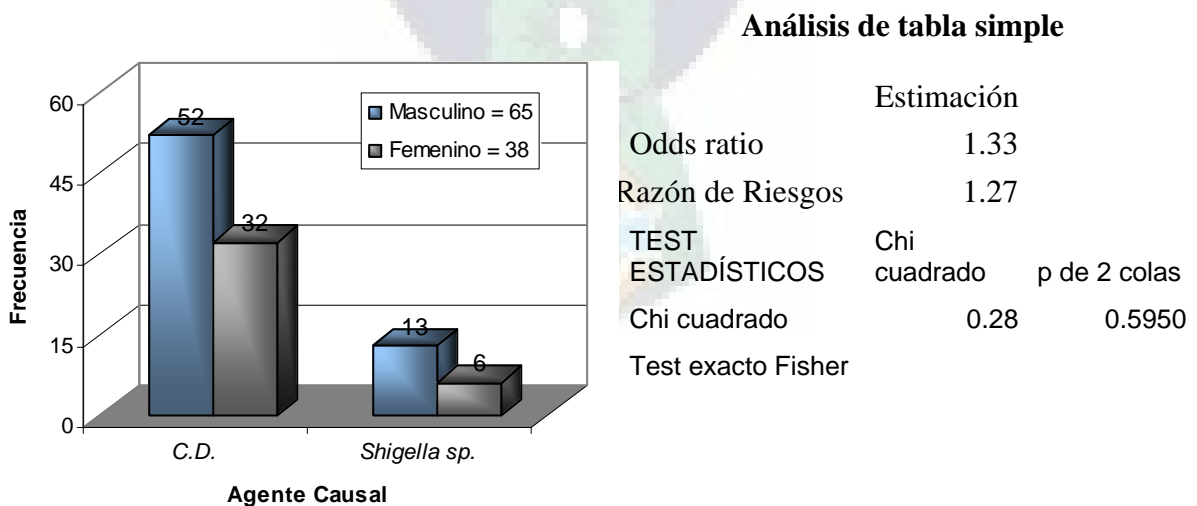 Análisis de tabla simple
60
45
30
15
0
Frecuencia
52
32
13
6
Masculino = 65
Femenino = 38
C.D.
Shigella sp.
Agente Causal
Estimación
Odds ratio 1.33
Razón de Riesgos 1.27
TEST ESTADÍSTICOS Chi cuadrado p de 2 colas
Chi cuadrado 0.28 0.5950
Test exacto Fisher